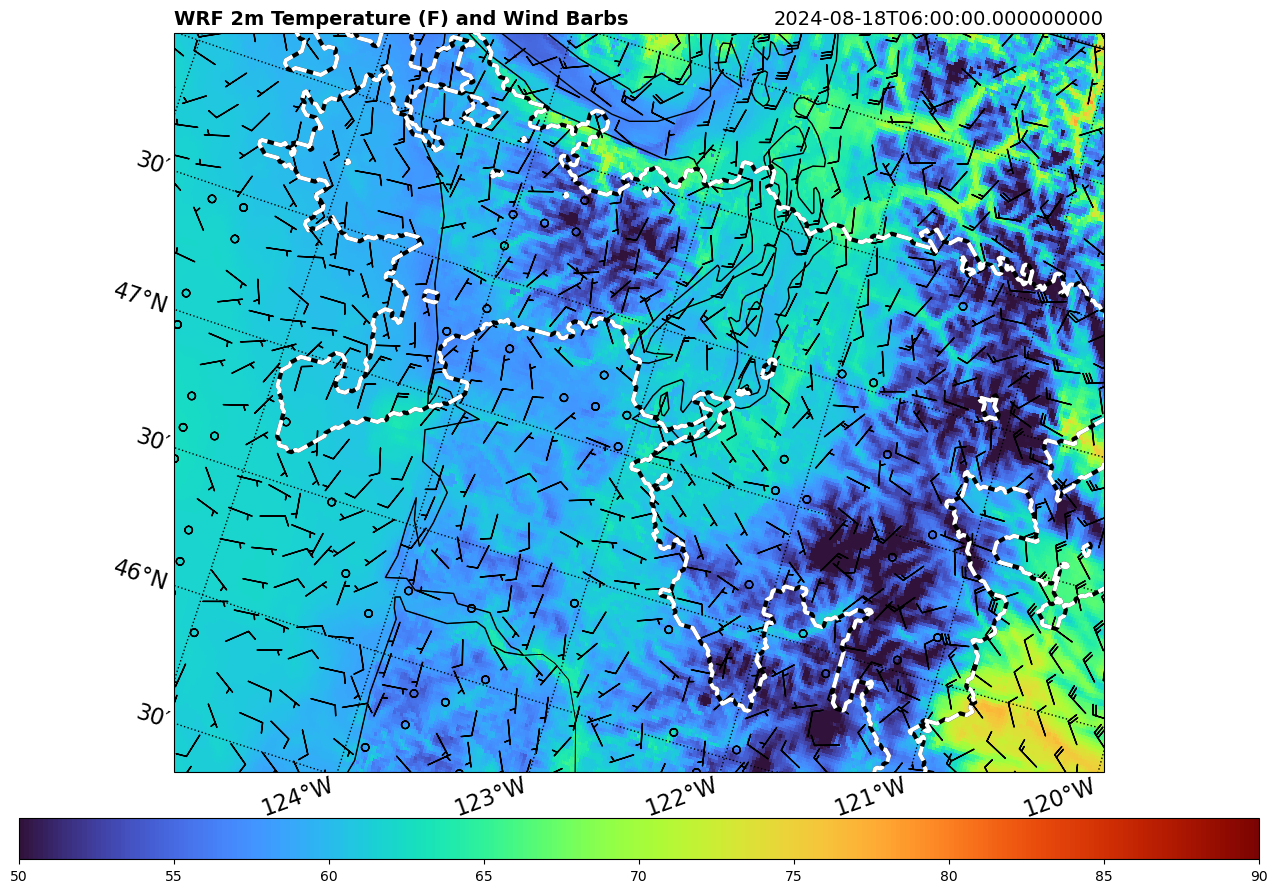 WRF 2m Temperature (F) and Wind Barbs
2024-08-18T06:00:00.000000000
30′
47°N
30′
46°N
30′
124°W
123°W
122°W
121°W
120°W
50
55
60
65
70
75
80
85
90